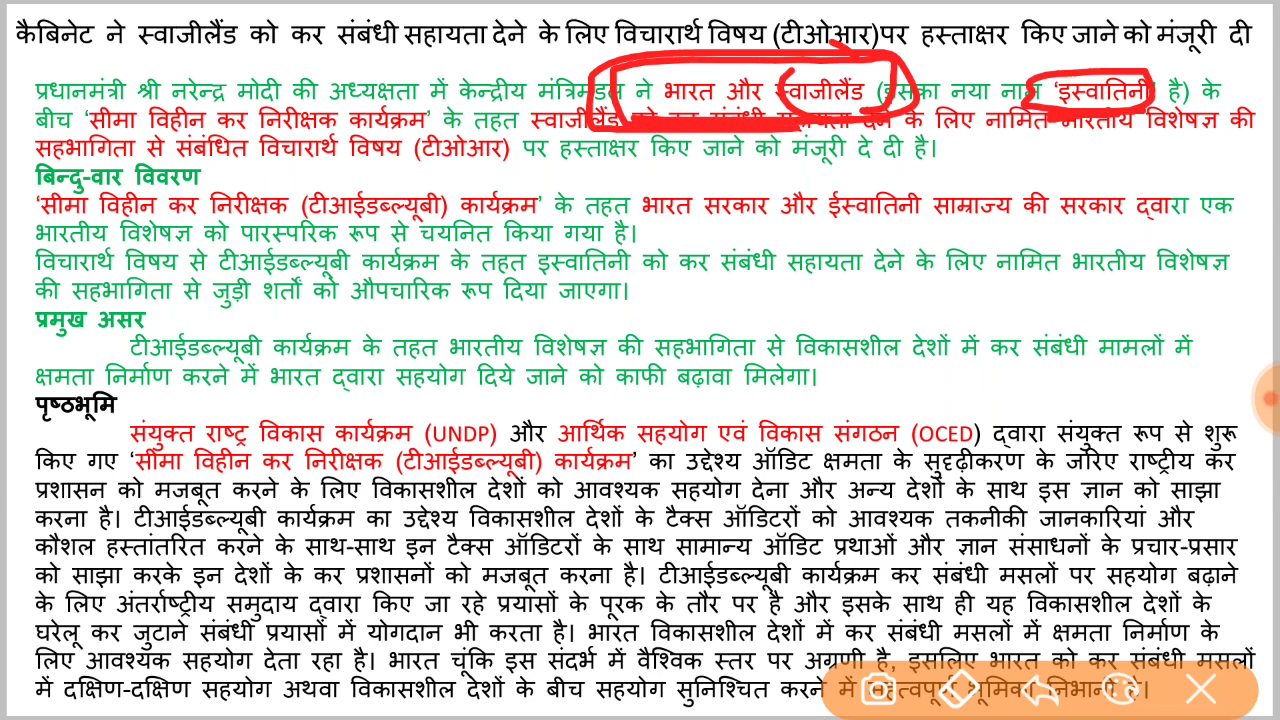 कैबिनेट ने स्वाजीलैंड को कर संबंधी सहायता देने के लिए विचारार्थ विषय (टीओआर)पर हस्ताक्षर किए जाने को मंजूरी दी
प्रधानमंत्री श्री नरेन्द्र मोदी की अध्यक्षता में केन्द्रीय मंत्रिमंडल ने भारत और स्वाजीलैंड (इसका नया नाम ‘इस्वातिनी’ है) के
बीच ‘सीमा विहीन कर निरीक्षक कार्यक्रम’ के तहत स्वाजीलैंड को कर संबंधी सहायता देने के लिए नामित भारतीय विशेषज्ञ की
सहभागिता से संबंधित विचारार्थ विषय (टीओआर) पर हस्ताक्षर किए जाने को मंजूरी दे दी है।
बिन्दु-वार विवरण
‘सीमा विहीन कर निरीक्षक (टीआईडब्ल्यूबी) कार्यक्रम’ के तहत भारत सरकार और ईस्वातिनी साम्राज्य की सरकार द्वारा एक
भारतीय विशेषज्ञ को पारस्परिक रूप से चयनित किया गया है।
विचारार्थ विषय से टीआईडब्ल्यूबी कार्यक्रम के तहत इस्वातिनी को कर संबंधी सहायता देने के लिए नामित भारतीय विशेषज्ञ
की सहभागिता से जुड़ी शर्तों को औपचारिक रूप दिया जाएगा।
प्रमुख असर
टीआईडब्ल्यूबी कार्यक्रम के तहत भारतीय विशेषज्ञ की सहभागिता से विकासशील देशों में कर संबंधी मामलों में
क्षमता निर्माण करने में भारत द्वारा सहयोग दिये जाने को काफी बढ़ावा मिलेगा।
पृष्ठभूमि
संयुक्त राष्ट्र विकास कार्यक्रम (UNDP) और आर्थिक सहयोग एवं विकास संगठन (OCED) द्वारा संयुक्त रूप से शुरू
किए गए ‘सीमा विहीन कर निरीक्षक (टीआईडब्ल्यूबी) कार्यक्रम’ का उद्देश्य ऑडिट क्षमता के सुदृढ़ीकरण के जरिए राष्ट्रीय कर
प्रशासन को मजबूत करने के लिए विकासशील देशों को आवश्यक सहयोग देना और अन्य देशों के साथ इस ज्ञान को साझा
करना है। टीआईडब्ल्यूबी कार्यक्रम का उद्देश्य विकासशील देशों के टैक्स ऑडिटरों को आवश्यक तकनीकी जानकारियां और
कौशल हस्तांतरित करने के साथ-साथ इन टैक्स ऑडिटरों के साथ सामान्य ऑडिट प्रथाओं और ज्ञान संसाधनों के प्रचार-प्रसार
को साझा करके इन देशों के कर प्रशासनों को मजबूत करना है। टीआईडब्ल्यूबी कार्यक्रम कर संबंधी मसलों पर सहयोग बढ़ाने
के लिए अंतर्राष्ट्रीय समुदाय द्वारा किए जा रहे प्रयासों के पूरक के तौर पर है और इसके साथ ही यह विकासशील देशों के
घरेलू कर जुटाने संबंधी प्रयासों में योगदान भी करता है। भारत विकासशील देशों में कर संबंधी मसलों में क्षमता निर्माण के
लिए आवश्यक सहयोग देता रहा है। भारत चूंकि इस संदर्भ में वैश्विक स्तर पर अग्रणी है, इसलिए भारत को कर संबंधी मसलों
में दक्षिण-दक्षिण सहयोग अथवा विकासशील देशों के बीच सहयोग सुनिश्चित करने में महत्वपूर्ण भूमिका निभानी है।